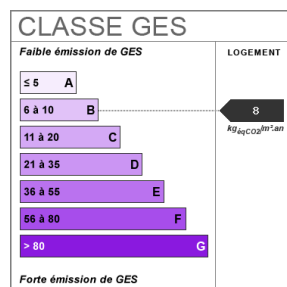 CLASSE GES
Faible émission de GES
LOGEMENT
≤ 5 A
6 à 10 B
8
kgéqCO2/m².an
11 à 20 C
21 à 35 D
36 à 55 E
56 à 80 F
> 80 G
Forte émission de GES